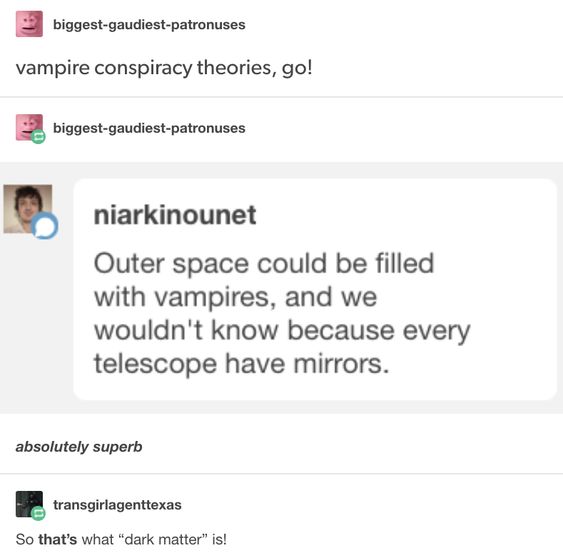 biggest-gaudiest-patronuses
vampire conspiracy theories, go!
biggest-gaudiest-patronuses
niarkinounet
Outer space could be filled
with vampires, and we
wouldn't know because every
telescope have mirrors.
absolutely superb
transgirlagenttexas
So that's what “dark matter” is!